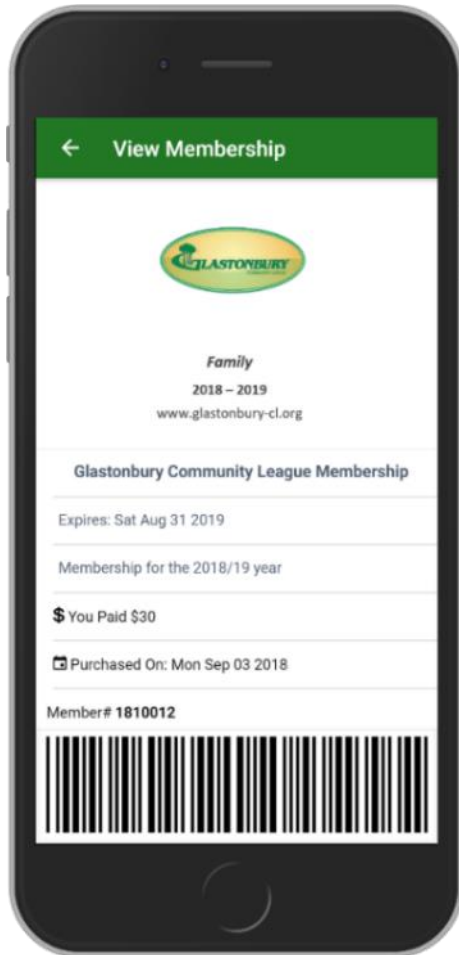 View Membership
GLASTONBURY
Family
2018 – 2019
www.glastonbury-cl.org
Glastonbury Community League Membership
Expires: Sat Aug 31 2019
Membership for the 2018/19 year
$ You Paid $30
Purchased On: Mon Sep 03 2018
Member# 1810012